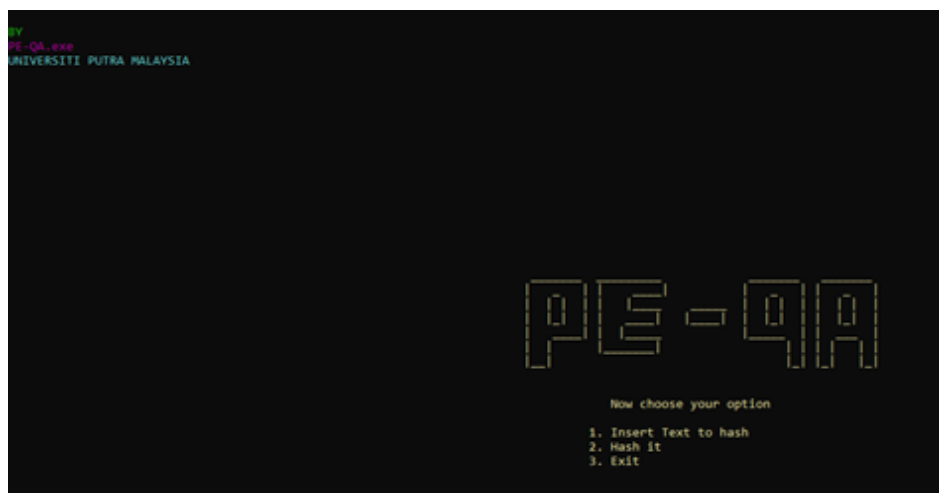 BY
PE-QA.exe
UNIVERSITI PUTRA MALAYSIA
PE-QA
Now choose your option
1. Insert Text to hash
2. Hash it
3. Exit